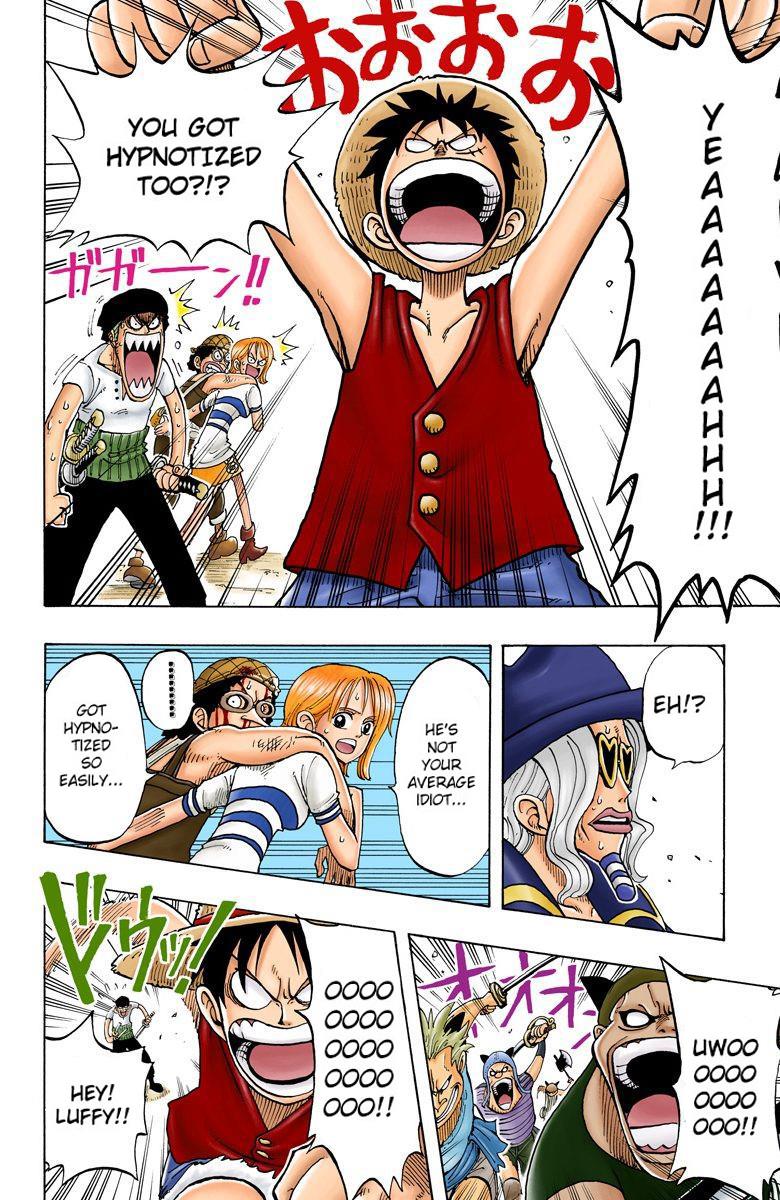 おおおお
YEAAAAAAAAHHH!!!
YOU GOT
HYPNOTIZED
TOO?!?
ガガーン!!
EH!?
HE'S
NOT
YOUR
AVERAGE
IDIOT...
.........
GOT
HYPNO-
TIZED
SO
EASILY...
UWOO
OOOO
OOOO
OOO!!
オオオン
OOOO
OOOO
OOOO
OOOO
OOO!!
ドウッ!
HEY!
LUFFY!!